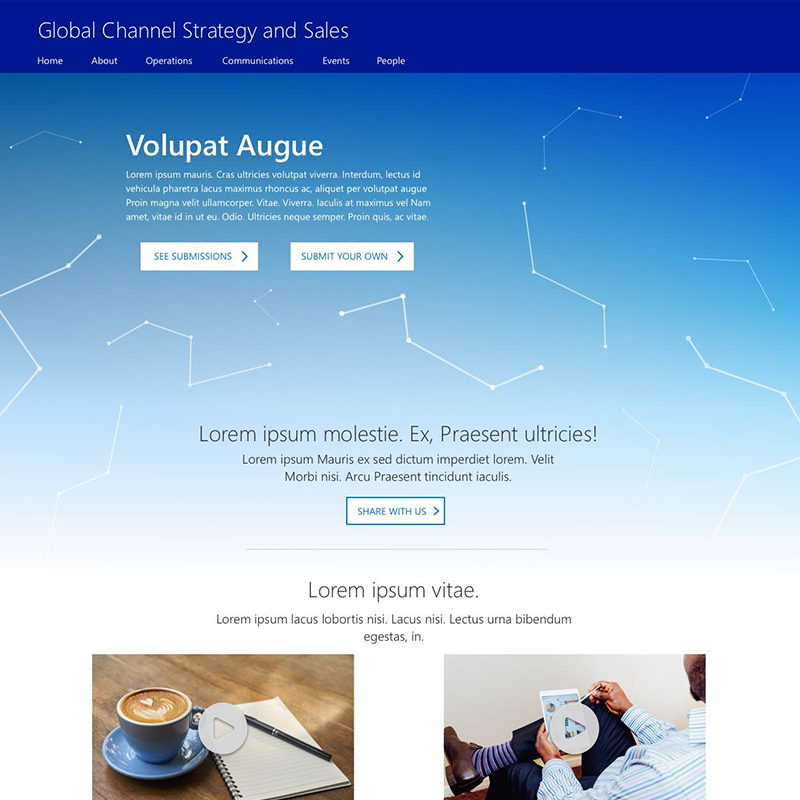 Global Channel Strategy and Sales
Home About Operations Communications Events People
Volupat Augue
Lorem ipsum mauris. Cras ultricies volutpat viverra. Interdum, lectus id
vehicula pharetra lacus maximus rhoncus ac, aliquet per volutpat augue
Proin magna velit ullamcorper. Vitae. Viverra. Iaculis at maximus vel Nam
amet, vitae id in ut eu. Odio. Ultricies neque semper. Proin quis, ac vitae.
SEE SUBMISSIONS
SUBMIT YOUR OWN
Lorem ipsum molestie. Ex, Praesent ultricies!
Lorem ipsum Mauris ex sed dictum imperdiet lorem. Velit
Morbi nisi. Arcu Praesent tincidunt iaculis.
SHARE WITH US
Lorem ipsum vitae.
Lorem ipsum lacus lobortis nisi. Lacus nisi. Lectus urna bibendum
egestas, in.